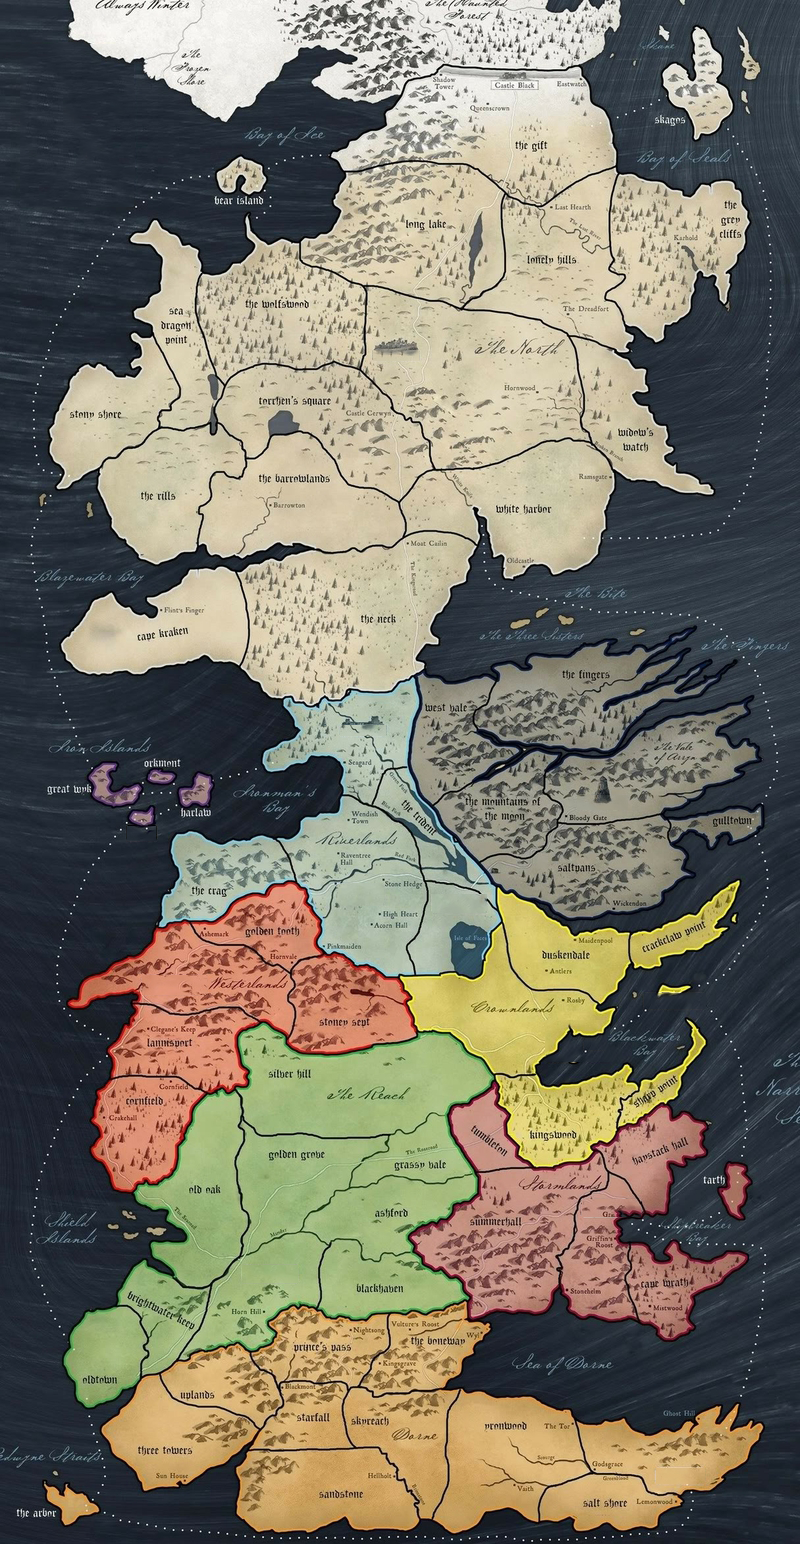 Always Winter
The Haunted
Forest
The
Frozen
Shore
Skane
Shadow
Tower
Castle Black
Eastwatch
Queenscrown
skagos
Bay of Ice
the gift
Bay of Seals
bear island
Last Hearth
the
grey
cliffs
long lake
Karhold
lonely hills
the wolfswood
sea
dragon
point
The Dreadfort
The North
Hornwood
torrhen's square
Castle Cerwyn
stony shore
widow's
watch
the barrowlands
Ramsgate
the rills
Barrowton
white harbor
Moat Cailin
Oldcastle
Blazewater Bay
The Kingsroad
The Bite
Flint's Finger
the neck
cape kraken
The Three Sisters
The Fingers
the fingers
west vale
Iron Islands
The Vale
of Arryn
orkmont
Seagard
great wyk
Ironman's
Bay
harlaw
the mountains of
the moon
the trident
Wendish
Town
Bloody Gate
gulltown
Riverlands
Raventree
Hall
Red Fork
saltpans
Stone Hedge
the crag
Wickenden
High Heart
Acorn Hall
crackclaw point
golden tooth
Ashemark
Isle of Faces
Maidenpool
Pinkmaiden
duskendale
Hornvale
Antlers
Westerlands
Rosby
Crownlands
stoney sept
Clegane's Keep
lannisport
Blackwater
Bay
silver hill
Cornfield
The Reach
sharp point
cornfield
Crakehall
kingswood
tumbleton
haystack hall
golden grove
The Roseroad
grassy vale
tarth
Stormlands
old oak
ashford
summerhall
Shield
Islands
Shipbreaker
Bay
Mander
Griffin's
Roost
cape wrath
blackhaven
Stonehelm
brightwater keep
Mistwood
Horn Hill
Vulture's Roost
Nightsong
prince's pass
the boneway
Wyl
Kingsgrave
Sea of Dorne
oldtown
Blackmont
uplands
starfall
skyreach
Ghost Hill
Dorne
yronwood
The Tor
three towers
Godsgrace
Sun House
Hellholt
Vaith
sandstone
salt shore
Lemonwood
the arbor